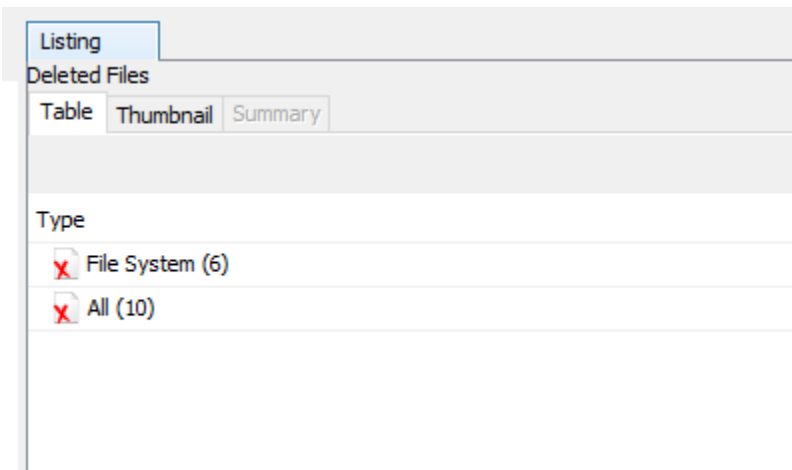 Listing
Deleted Files
Table Thumbnail Summary
Type
File System (6)
All (10)